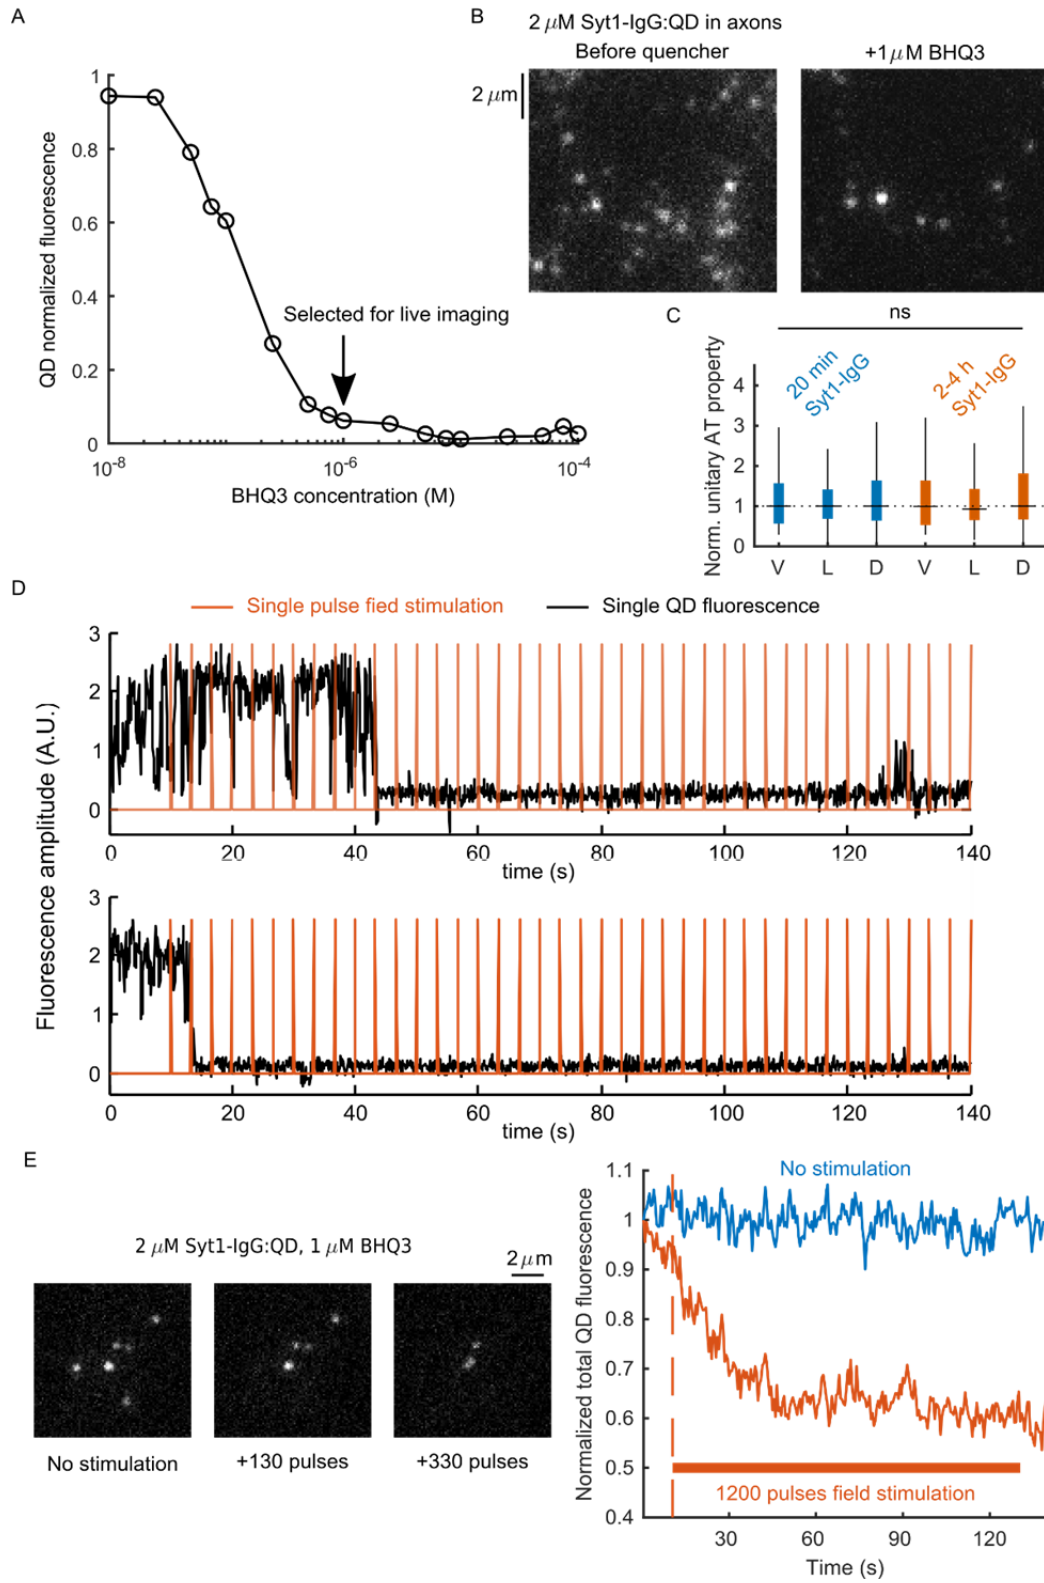 A
QD normalized fluorescence
1
0.8
0.6
0.4
0.2
0
Selected for live imaging
10-8
10-6
10-4
BHQ3 concentration (M)
B
2 μM Syt1-IgG:QD in axons
Before quencher
+1μM BHQ3
2 μm
C
ns
Norm. unitary AT property
4
3
2
1
0
20 min
Syt1-IgG
2-4 h
Syt1-IgG
V L D V L D
D
Single pulse fied stimulation
Single QD fluorescence
Fluorescence amplitude (A.U.)
3
2
1
0
0 20 40 60 80 100 120 140
time (s)
3
2
1
0
0 20 40 60 80 100 120 140
time (s)
E
2 μM Syt1-IgG:QD, 1 μM BHQ3
2 μm
No stimulation
+130 pulses
+330 pulses
Normalized total QD fluorescence
1.1
1
0.9
0.8
0.7
0.6
0.5
0.4
No stimulation
1200 pulses field stimulation
30 60 90 120
Time (s)